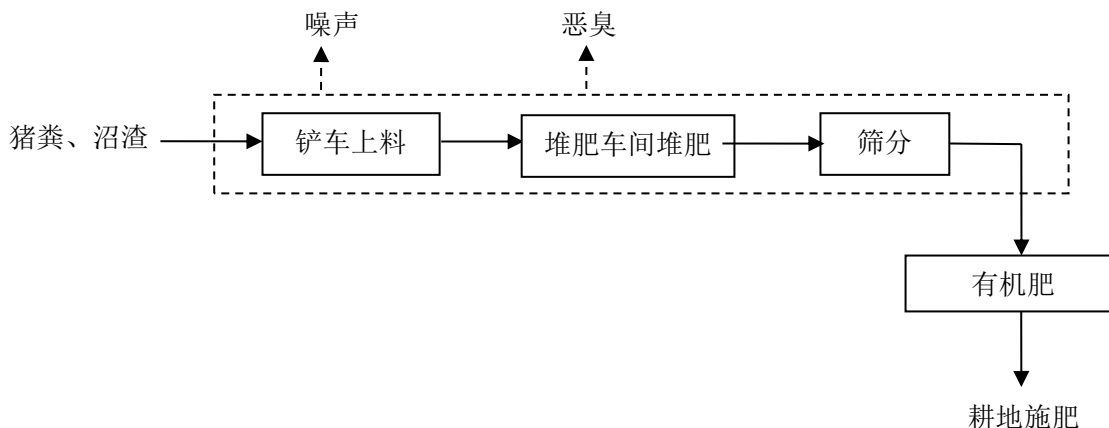 噪声
恶臭
猪粪、沼渣
铲车上料
堆肥车间堆肥
筛分
有机肥
耕地施肥